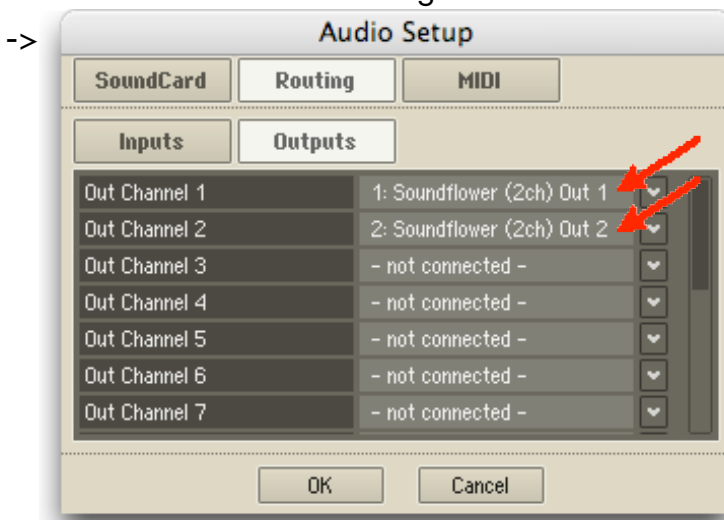 -> Audio Setup
SoundCard Routing MIDI
Inputs Outputs
Out Channel 1 1: Soundflower (2ch) Out 1
Out Channel 2 2: Soundflower (2ch) Out 2
Out Channel 3 - not connected -
Out Channel 4 - not connected -
Out Channel 5 - not connected -
Out Channel 6 - not connected -
Out Channel 7 - not connected -
OK Cancel